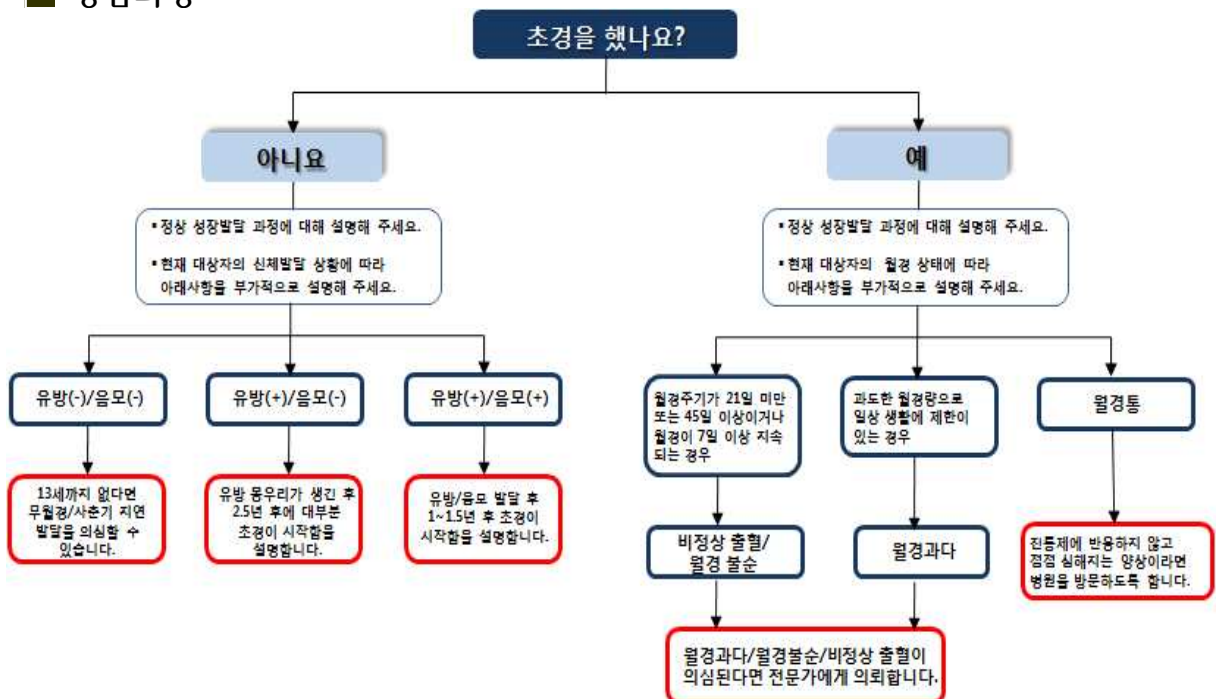 초경을 했나요?
아니요
예
▪ 정상 성장발달 과정에 대해 설명해 주세요.
▪ 현재 대상자의 신체발달 상황에 따라
아래사항을 부가적으로 설명해 주세요.
▪ 정상 성장발달 과정에 대해 설명해 주세요.
▪ 현재 대상자의 월경 상태에 따라
아래사항을 부가적으로 설명해 주세요.
유방(-)/음모(-)
유방(+)/음모(-)
유방(+)/음모(+)
월경주기가 21일 미만
또는 45일 이상이거나
월경이 7일 이상 지속
되는 경우
과도한 월경량으로
일상 생활에 제한이
있는 경우
월경통
13세까지 없다면
무월경/사춘기 지연
발달을 의심할 수
있습니다.
유방 몽우리가 생긴 후
2.5년 후에 대부분
초경이 시작함을
설명합니다.
유방/음모 발달 후
1~1.5년 후 초경이
시작함을 설명합니다.
비정상 출혈/
월경 불순
월경과다
진통제에 반응하지 않고
점점 심해지는 양상이라면
병원을 방문하도록 합니다.
월경과다/월경불순/비정상 출혈이
의심된다면 전문가에게 의뢰합니다.